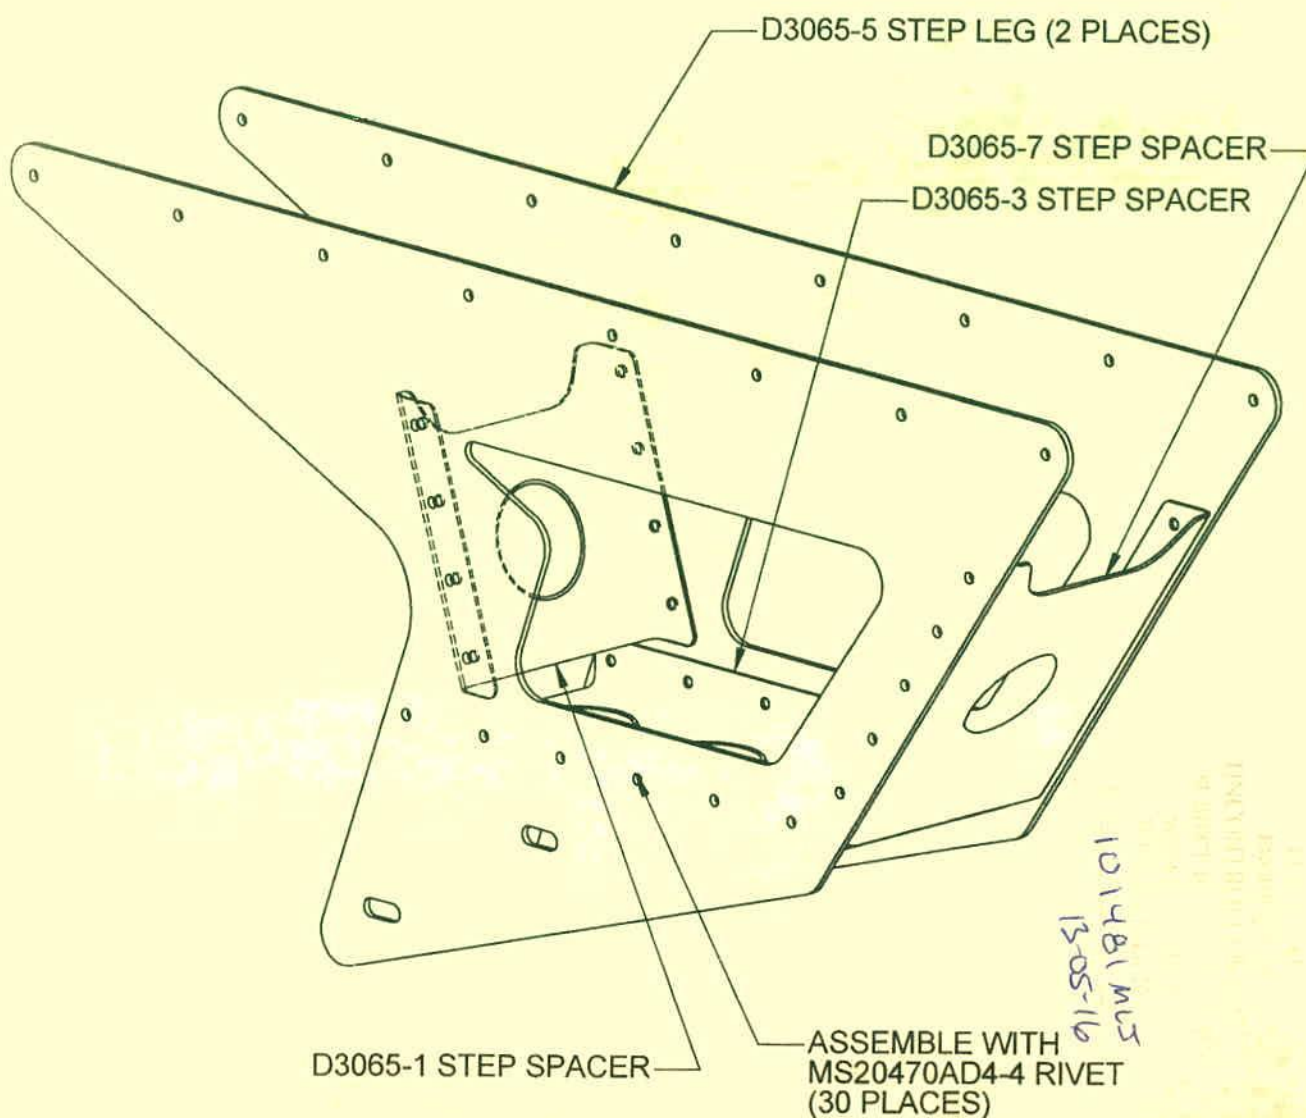 D3065-5 STEP LEG (2 PLACES)
D3065-7 STEP SPACER
D3065-3 STEP SPACER
101481 MLJ
13-05-16
D3065-1 STEP SPACER
ASSEMBLE WITH
MS20470AD4-4 RIVET
(30 PLACES)